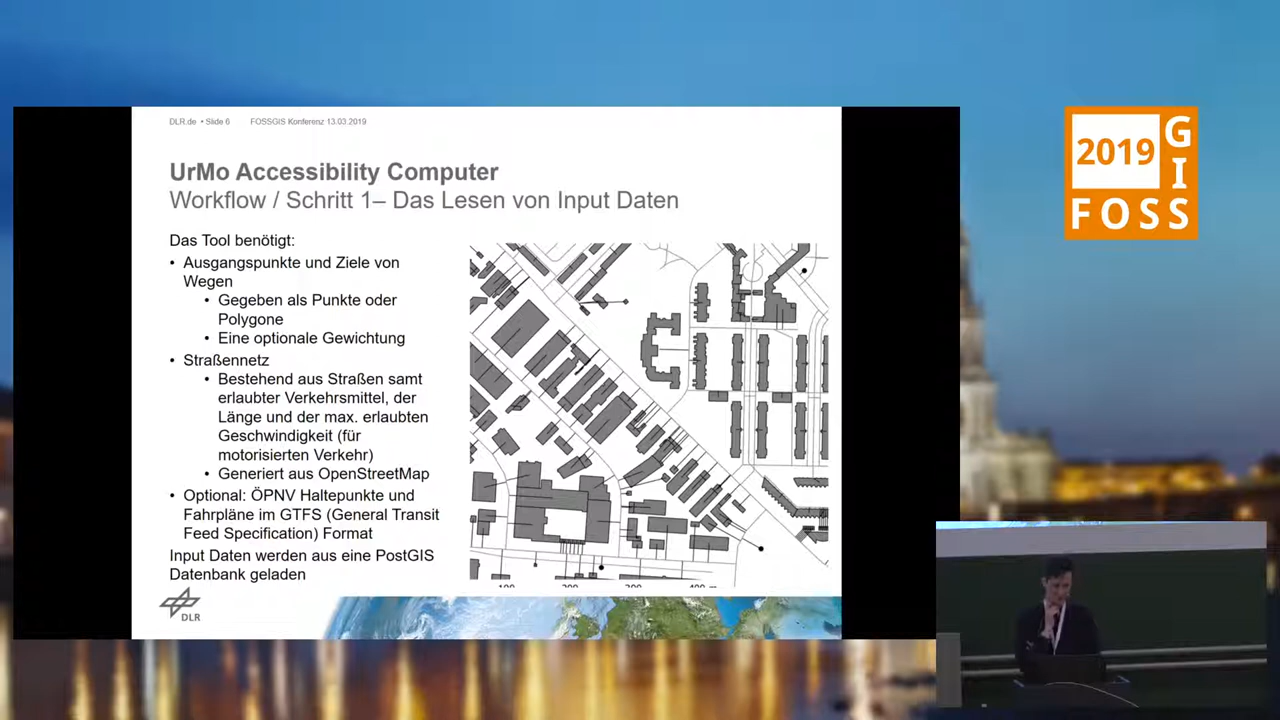 DLR.de • Slide 6 FOSSGIS Konferenz 13.03.2019
UrMo Accessibility Computer
Workflow / Schritt 1– Das Lesen von Input Daten
Das Tool benötigt:
• Ausgangspunkte und Ziele von
Wegen
• Gegeben als Punkte oder
Polygone
• Eine optionale Gewichtung
• Straßennetz
• Bestehend aus Straßen samt
erlaubter Verkehrsmittel, der
Länge und der max. erlaubten
Geschwindigkeit (für
motorisierten Verkehr)
• Generiert aus OpenStreetMap
• Optional: ÖPNV Haltepunkte und
Fahrpläne im GTFS (General Transit
Feed Specification) Format
Input Daten werden aus eine PostGIS
Datenbank geladen
DLR
2019
GIS
FOSS